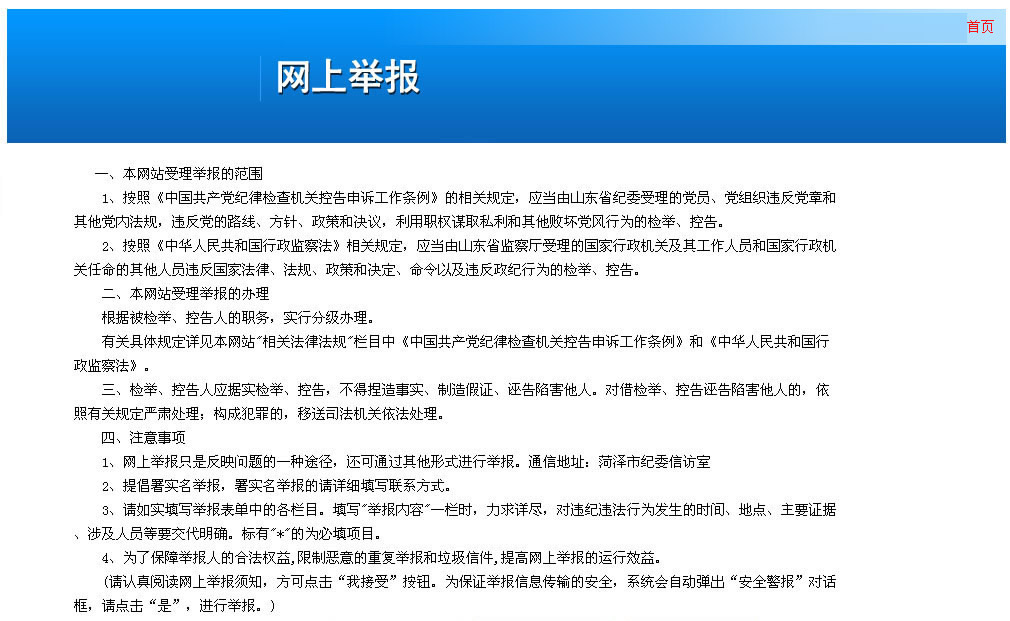 首页
网上举报
一、本网站受理举报的范围
1、按照《中国共产党纪律检查机关控告申诉工作条例》的相关规定，应当由山东省纪委受理的党员、党组织违反党章和
其他党内法规，违反党的路线、方针、政策和决议，利用职权谋取私利和其他败坏党风行为的检举、控告。
2、按照《中华人民共和国行政监察法》相关规定，应当由山东省监察厅受理的国家行政机关及其工作人员和国家行政机
关任命的其他人员违反国家法律、法规、政策和决定、命令以及违反政纪行为的检举、控告。
二、本网站受理举报的办理
根据被检举、控告人的职务，实行分级办理。
有关具体规定详见本网站"相关法律法规"栏目中《中国共产党纪律检查机关控告申诉工作条例》和《中华人民共和国行
政监察法》。
三、检举、控告人应据实检举、控告，不得捏造事实、制造假证、诬告陷害他人。对借检举、控告诬告陷害他人的，依
照有关规定严肃处理；构成犯罪的，移送司法机关依法处理。
四、注意事项
1、网上举报只是反映问题的一种途径，还可通过其他形式进行举报。通信地址：菏泽市纪委信访室
2、提倡署实名举报，署实名举报的请详细填写联系方式。
3、请如实填写举报表单中的各栏目。填写"举报内容"一栏时，力求详尽，对违纪违法行为发生的时间、地点、主要证据
、涉及人员等要交代明确。标有"*"的为必填项目。
4、为了保障举报人的合法权益,限制恶意的重复举报和垃圾信件,提高网上举报的运行效益。
(请认真阅读网上举报须知，方可点击“我接受”按钮。为保证举报信息传输的安全，系统会自动弹出“安全警报”对话
框，请点击“是”，进行举报。)